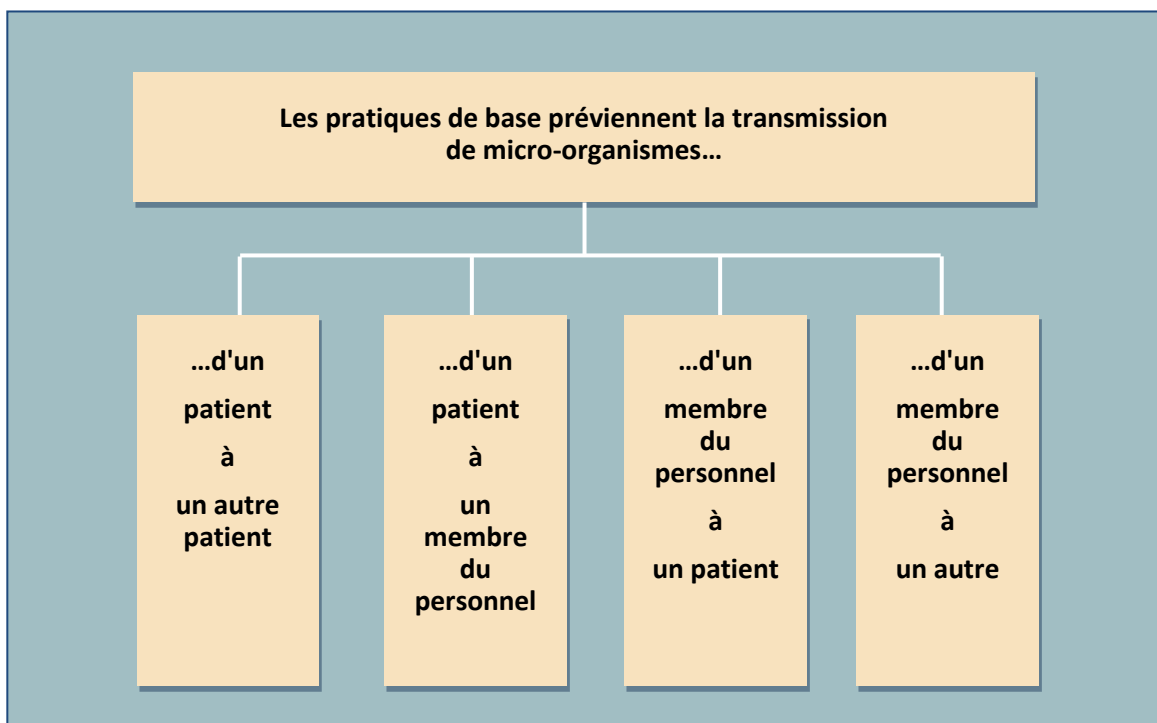 Les pratiques de base préviennent la transmission
de micro-organismes…
…d'un
patient
à
un autre
patient
…d'un
patient
à
un
membre
du
personnel
…d'un
membre
du
personnel
à
un patient
…d'un
membre
du
personnel
à
un autre